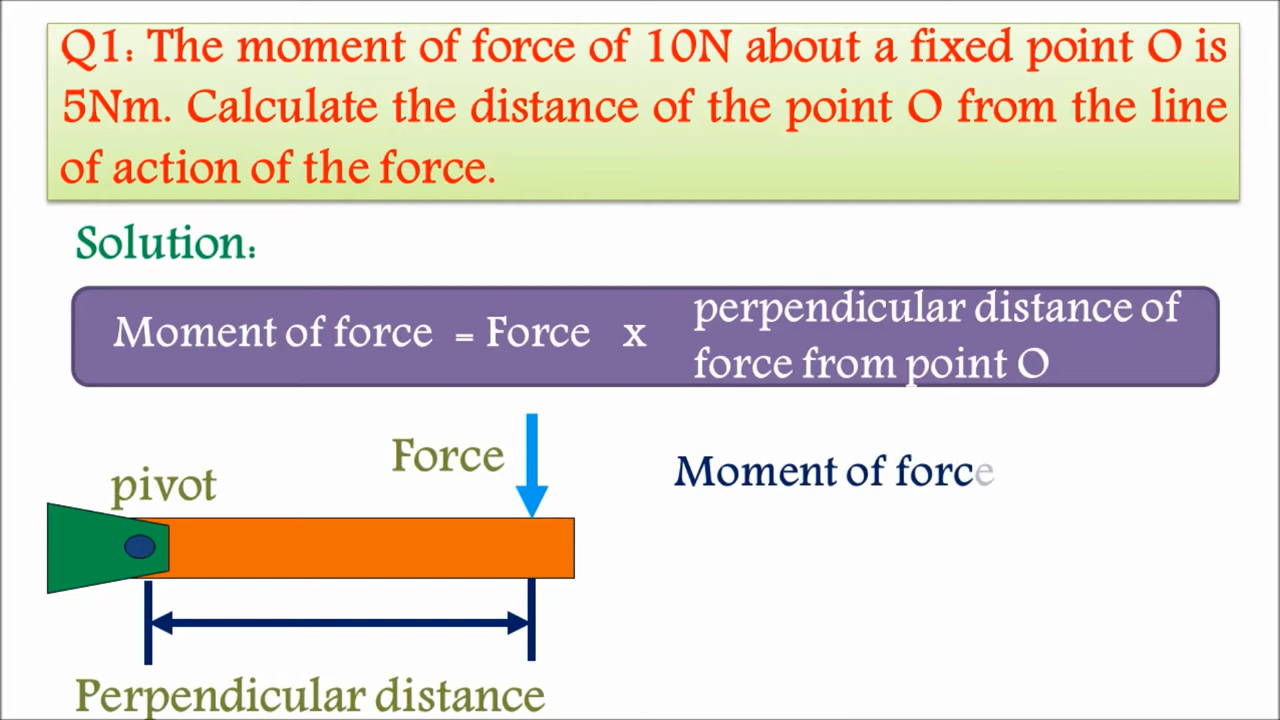 Q1: The moment of force of 10N about a fixed point O is
5Nm. Calculate the distance of the point O from the line
of action of the force.
Solution:
Moment of force = Force x perpendicular distance of
force from point O
Force
pivot
Moment of force
Perpendicular distance